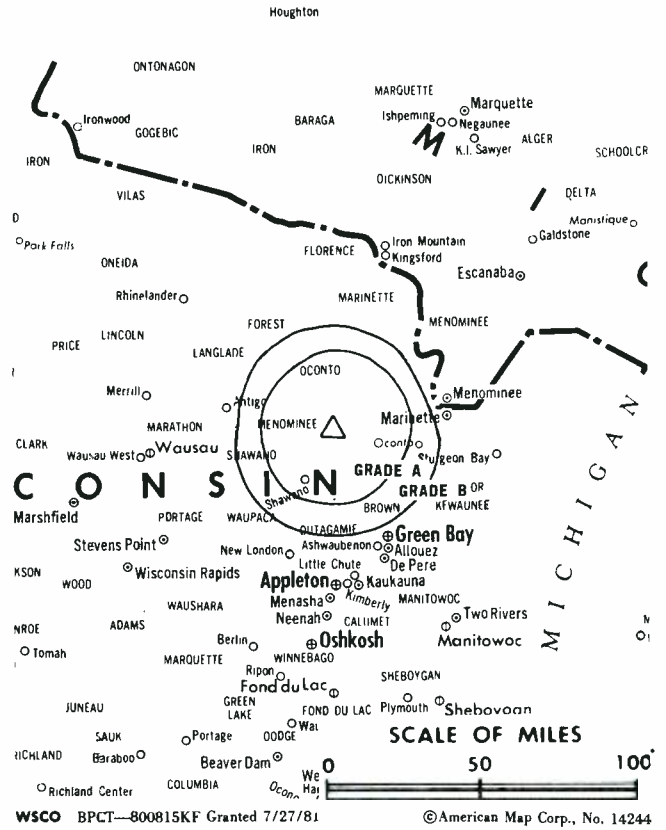 Houghton
ONTONAGON
MARQUETTE
Marquette
Ishpeming
Negaunee
Ironwood
GOGEBIC
BARAGA
M
K.I. Sawyer
ALGER
IRON
IRON
SCHOOLCR
DICKINSON
VILAS
DELTA
D
Manistique
Park Falls
Galdstone
FLORENCE
Iron Mountain
Kingsford
ONEIDA
Escanaba
Rhinelander
MARINETTE
FOREST
MENOMINEE
PRICE
LINCOLN
LANGLADE
OCONTO
Merrill
Antigo
Menominee
Marinette
MARATHON
MENOMINEE
CLARK
Wausau West
Wausau
SHAWANO
Oconto
Sturgeon Bay
GRADE A
CONSIN
Shawano
GRADE B
OR
KEWAUNEE
Marshfield
PORTAGE
WAUPACA
BROWN
OUTAGAMIE
Green Bay
Stevens Point
New London
Ashwaubenon
Allouez
De Pere
Little Chute
KSON
WOOD
Wisconsin Rapids
Appleton
Kaukauna
Kimberly
Menasha
MANITOWOC
WAUSHARA
Neenah
CALUMET
Two Rivers
NROE
ADAMS
Manitowoc
MICHIGAN
Tomah
Berlin
Oshkosh
MARQUETTE
WINNEBAGO
Ripon
SHEBOYGAN
Fond du Lac
JUNEAU
GREEN
LAKE
FOND DU LAC
Plymouth
Sheboygan
SAUK
Portage
DODGE
SCALE OF MILES
RICHLAND
Baraboo
Beaver Dam
0 50 100
Richland Center
COLUMBIA
WSCO BPCT—800815KF Granted 7/27/81
©American Map Corp., No. 14244